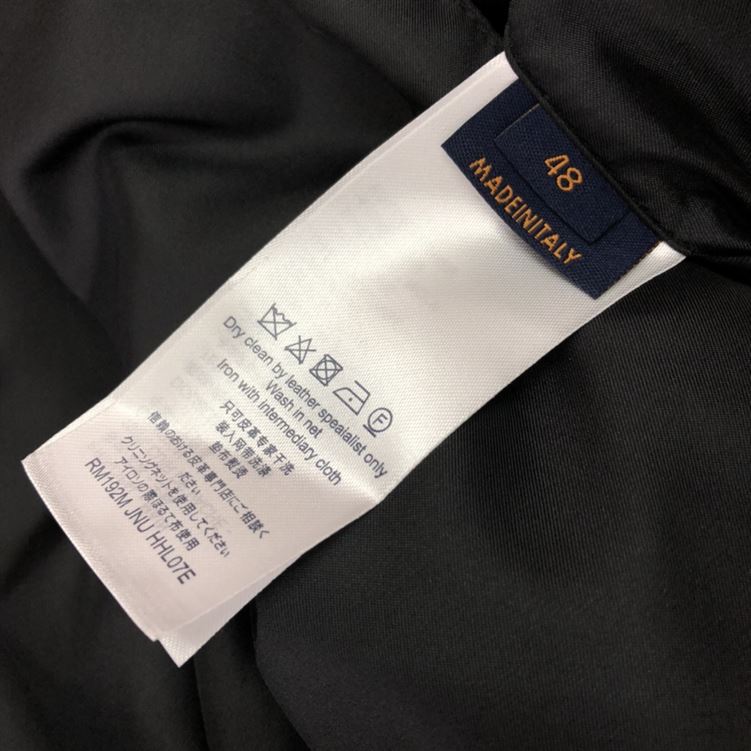 48
MADEINITALY
Dry clean by leather spealalist only
Wash in net
Iron with intermediary cloth
只可皮革专家干洗
装入网带洗涤
垫布熨烫
信頼のおける皮革専門店にご相談く
ださい
クリニングネットを使用してください
アイロンの際はるて布使用
RM192M JNU HHL07E